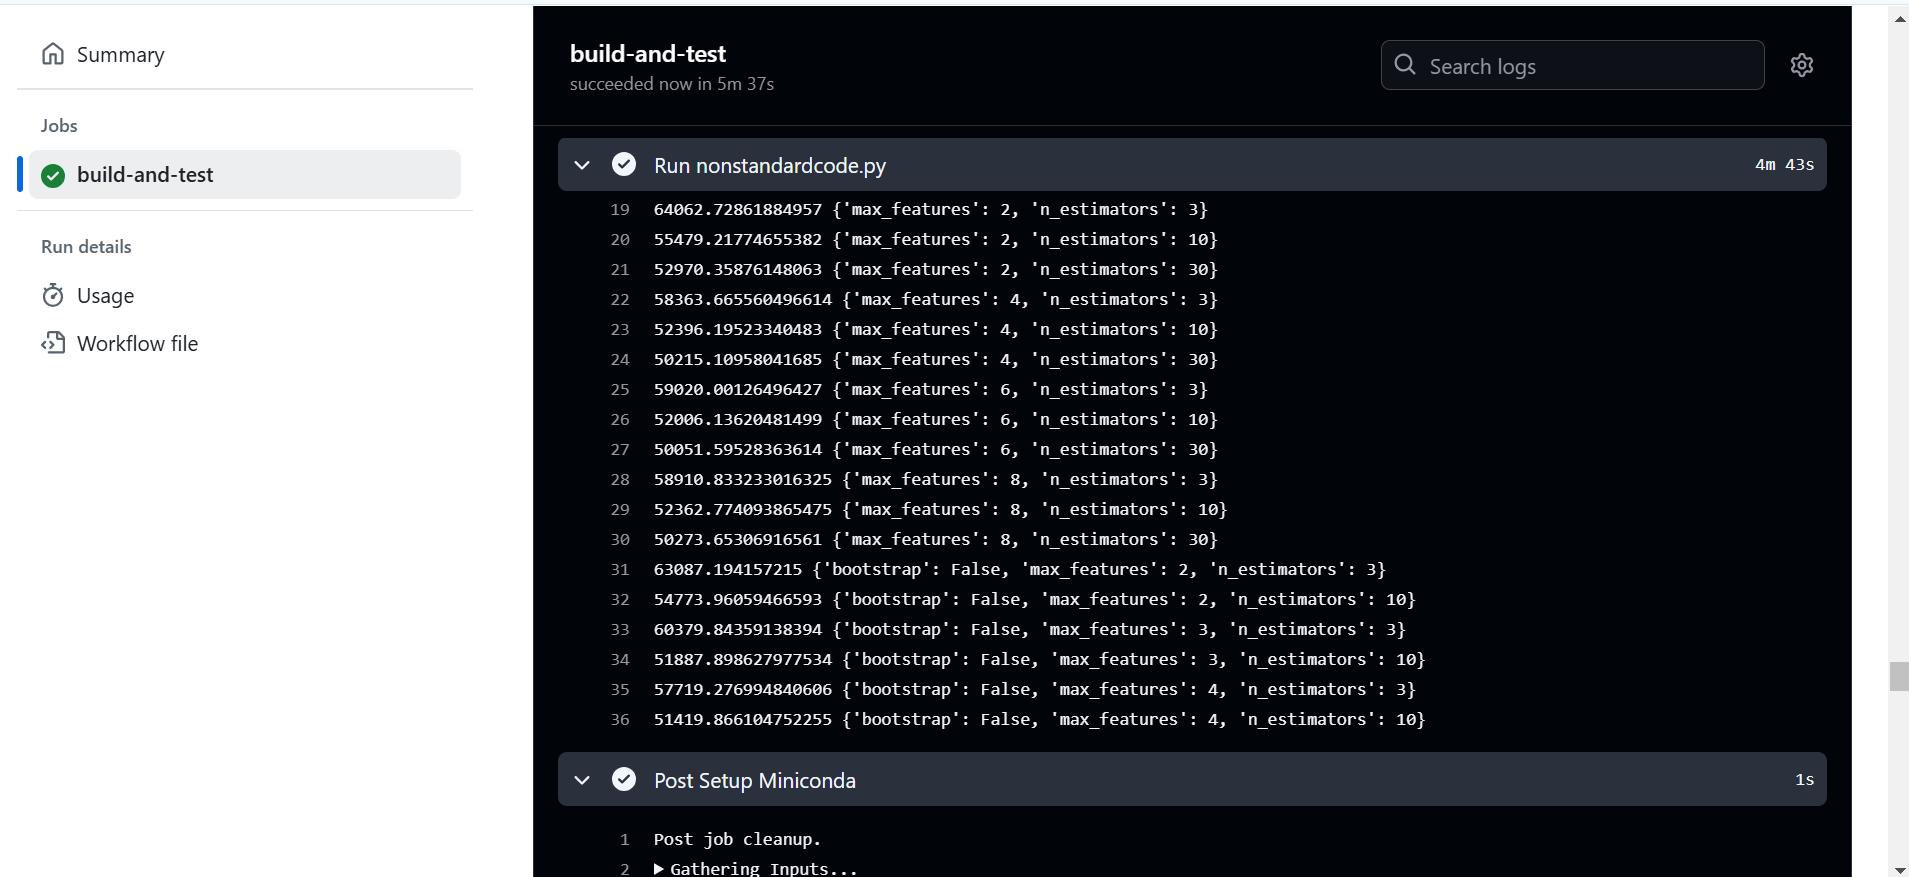 Summary
Jobs
build-and-test
Run details
Usage
Workflow file
build-and-test
succeeded now in 5m 37s
Search logs
Run nonstandardcode.py 4m 43s
19 64062.72861884957 {'max_features': 2, 'n_estimators': 3}
20 55479.21774655382 {'max_features': 2, 'n_estimators': 10}
21 52970.35876148063 {'max_features': 2, 'n_estimators': 30}
22 58363.665560496614 {'max_features': 4, 'n_estimators': 3}
23 52396.19523340483 {'max_features': 4, 'n_estimators': 10}
24 50215.10958041685 {'max_features': 4, 'n_estimators': 30}
25 59020.00126496427 {'max_features': 6, 'n_estimators': 3}
26 52006.13620481499 {'max_features': 6, 'n_estimators': 10}
27 50051.59528363614 {'max_features': 6, 'n_estimators': 30}
28 58910.833233016325 {'max_features': 8, 'n_estimators': 3}
29 52362.774093865475 {'max_features': 8, 'n_estimators': 10}
30 50273.65306916561 {'max_features': 8, 'n_estimators': 30}
31 63087.194157215 {'bootstrap': False, 'max_features': 2, 'n_estimators': 3}
32 54773.96059466593 {'bootstrap': False, 'max_features': 2, 'n_estimators': 10}
33 60379.84359138394 {'bootstrap': False, 'max_features': 3, 'n_estimators': 3}
34 51887.898627977534 {'bootstrap': False, 'max_features': 3, 'n_estimators': 10}
35 57719.276994840606 {'bootstrap': False, 'max_features': 4, 'n_estimators': 3}
36 51419.866104752255 {'bootstrap': False, 'max_features': 4, 'n_estimators': 10}
Post Setup Miniconda 1s
1 Post job cleanup.
2 ▶Gathering Inputs...